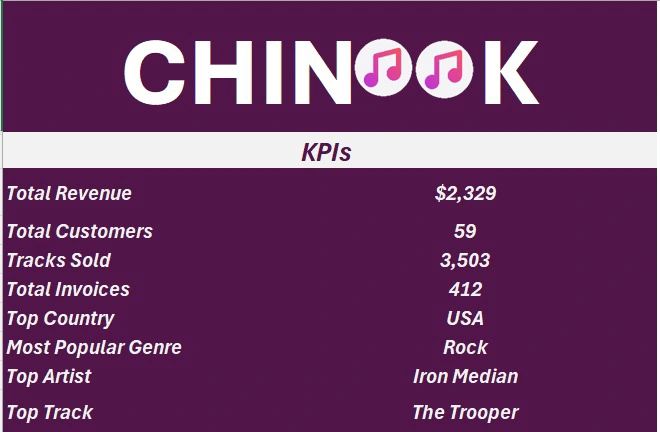 CHINOOK
KPIs
Total Revenue $2,329
Total Customers 59
Tracks Sold 3,503
Total Invoices 412
Top Country USA
Most Popular Genre Rock
Top Artist Iron Median
Top Track The Trooper